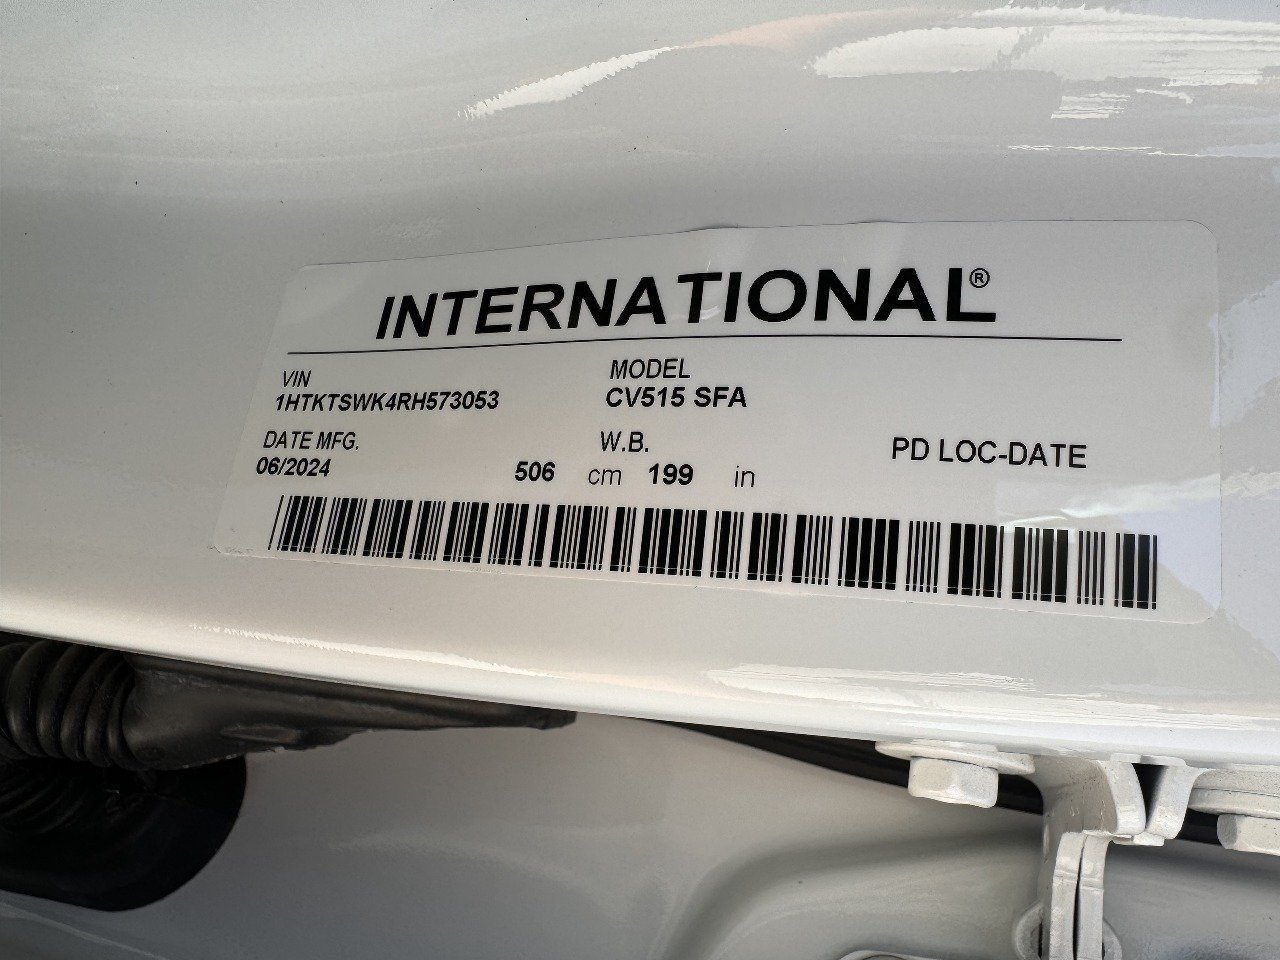 INTERNATIONAL®
VIN MODEL
1HTKTSWK4RH573053 CV515 SFA
DATE MFG. W.B. PD LOC-DATE
06/2024 506 cm 199 in